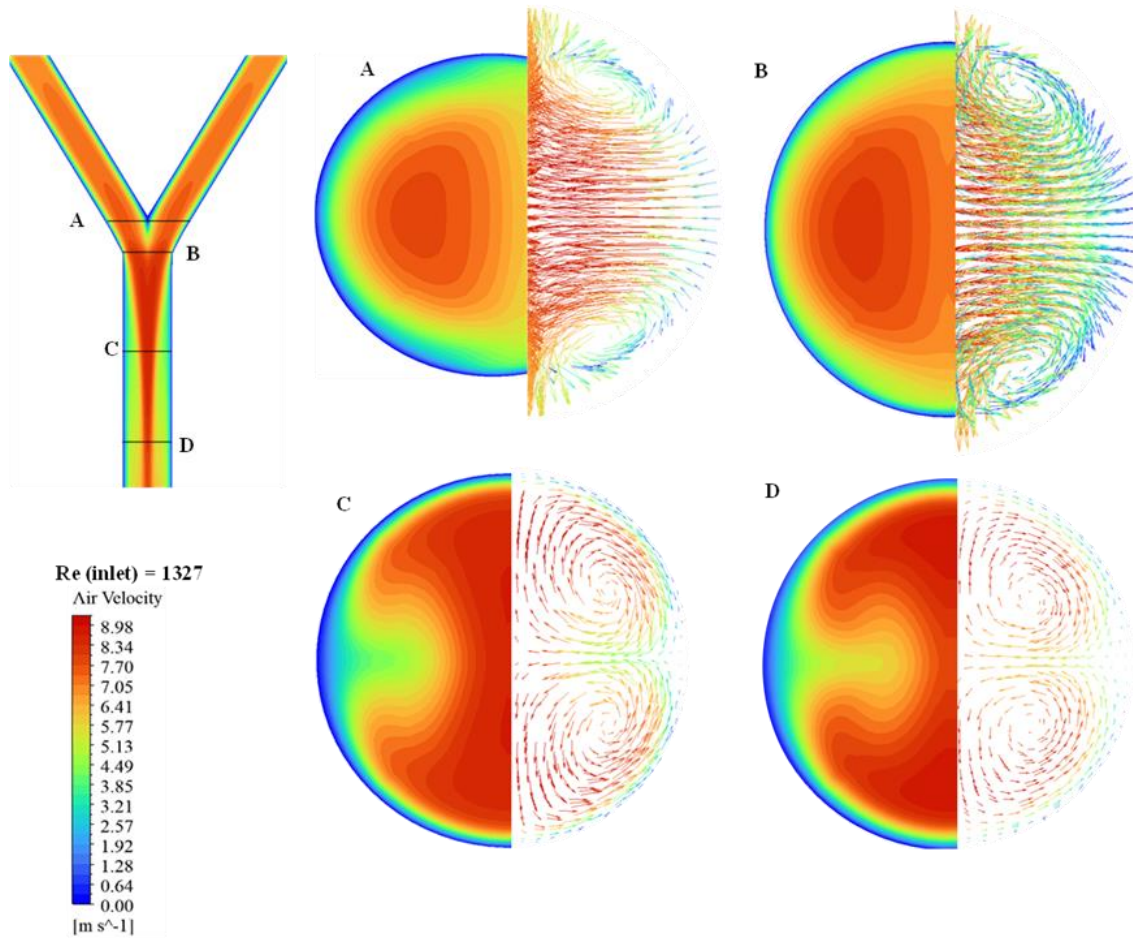 A
B
C
D
A
B
C
D
Re (inlet) = 1327
Air Velocity
8.98
8.34
7.70
7.05
6.41
5.77
5.13
4.49
3.85
3.21
2.57
1.92
1.28
0.64
0.00
[m s^-1]